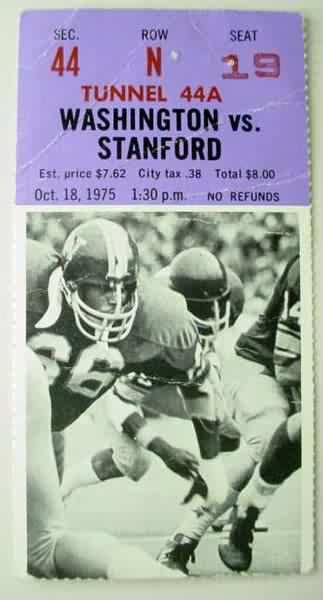 SEC. ROW SEAT
44 N 19
TUNNEL 44A
WASHINGTON vs.
STANFORD
Est. price $7.62 City tax .38 Total $8.00
Oct. 18, 1975 1:30 p.m. NO REFUNDS
66